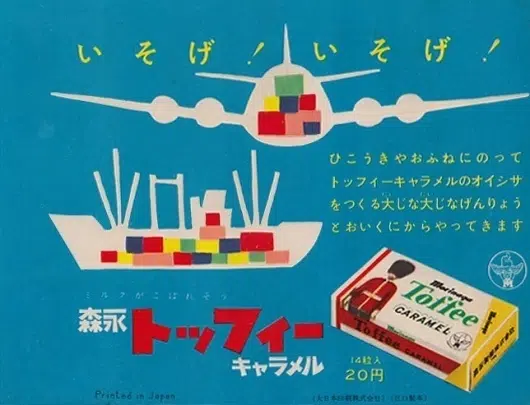 いそげ！ いそげ！
ひこうきやおふねにのって
トッフィーキャラメルのオイシサ
をつくる大じな大じなげんりょう
とおいくにからやってきます
ミルクがこぼれそう
森永 トッフィー
キャラメル
14粒入
20円
Morinaga
Toffee
CARAMEL
Morinaga
Toffee CARAMEL
Printed in Japan